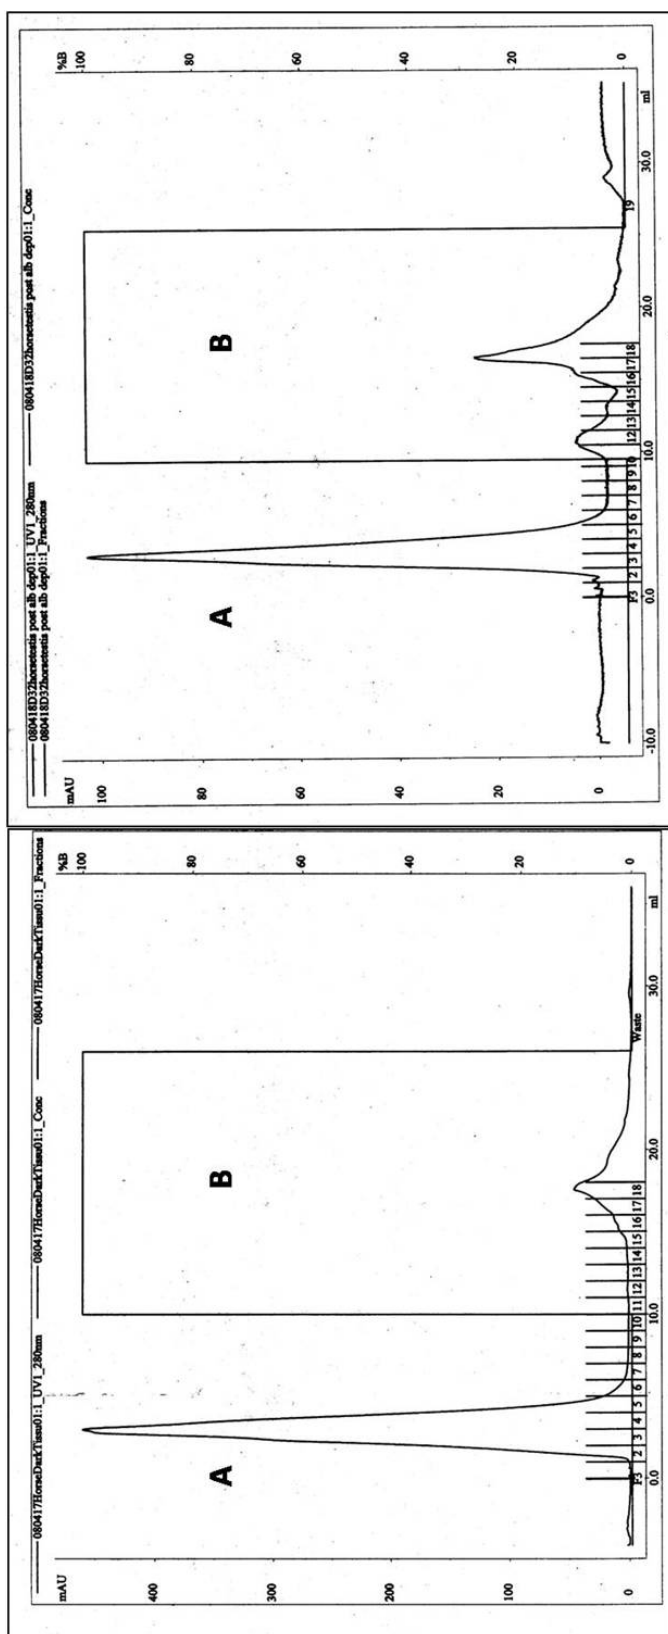 080417HorseDarkTissu01:1_UV1_280nm 080417HorseDarkTissu01:1_Conc 080417HorseDarkTissu01:1_Fractions
mAU %B
100
400
80
300
60
A B
200
40
100
20
0 0
F3 2 3 4 5 6 7 8 9 10 11 12 13 14 15 16 17 18 Waste
0.0 10.0 20.0 30.0 ml
080418D32horsetestis post alb dep01:1_UV1_280nm 080418D32horsetestis post alb dep01:1_Conc
080418D32horsetestis post alb dep01:1_Fractions
mAU %B
100 100
80 80
60 60
A B
40 40
20 20
0 0
F3 2 3 4 5 6 7 8 9 10 12 13 14 15 16 17 18 19
-10.0 0.0 10.0 20.0 30.0 ml